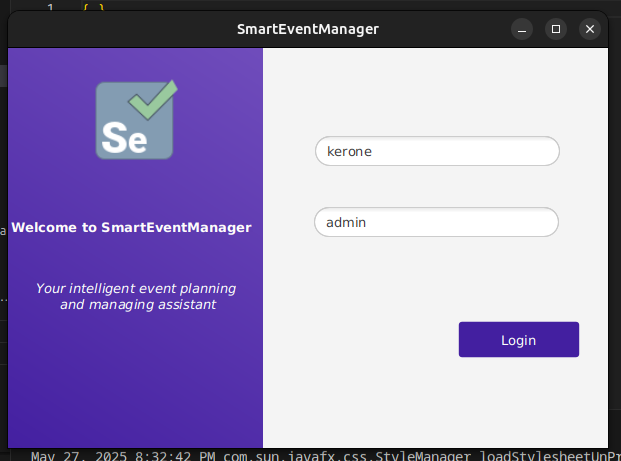 1 { }
SmartEventManager
Se
kerone
Welcome to SmartEventManager
admin
Your intelligent event planning
and managing assistant
Login
May 27, 2025 8:32:42 PM com.sun.javafx.css.StyleManager loadStylesheetUnPr